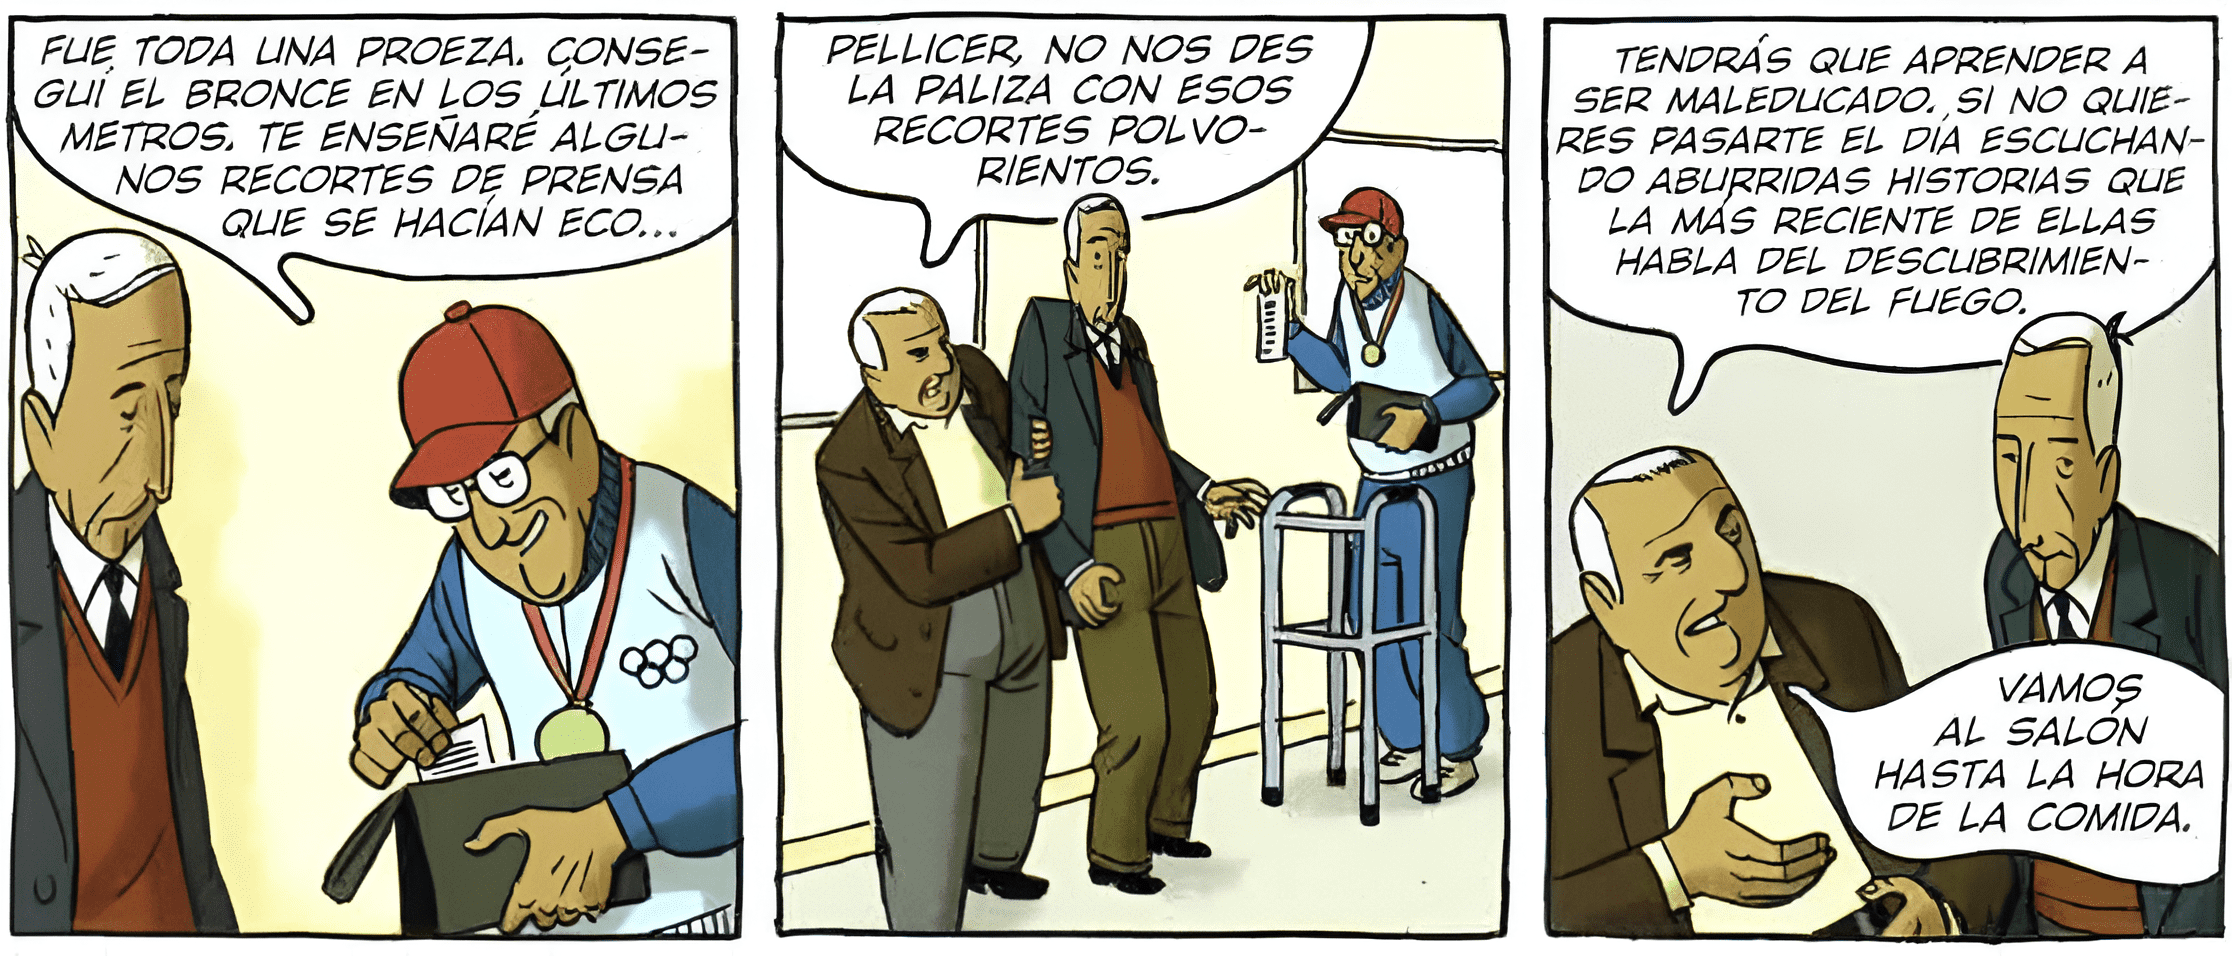 FUE TODA UNA PROEZA. CONSE-
GUÍ EL BRONCE EN LOS ÚLTIMOS
METROS. TE ENSEÑARÉ ALGU-
NOS RECORTES DE PRENSA
QUE SE HACÍAN ECO...
PELLICER, NO NOS DES
LA PALIZA CON ESOS
RECORTES POLVO-
RIENTOS.
TENDRÁS QUE APRENDER A
SER MALEDUCADO. SI NO QUIE-
RES PASARTE EL DÍA ESCUCHAN-
DO ABURRIDAS HISTORIAS QUE
LA MÁS RECIENTE DE ELLAS
HABLA DEL DESCUBRIMIEN-
TO DEL FUEGO.
VAMOS
AL SALÓN
HASTA LA HORA
DE LA COMIDA.